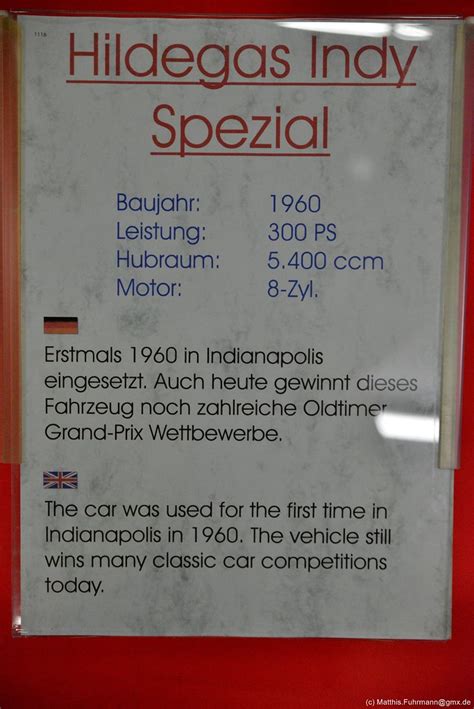 1116
Hildegas Indy
Spezial
Baujahr: 1960
Leistung: 300 PS
Hubraum: 5.400 ccm
Motor: 8-Zyl.
Erstmals 1960 in Indianapolis
eingesetzt. Auch heute gewinnt dieses
Fahrzeug noch zahlreiche Oldtimer
Grand-Prix Wettbewerbe.
The car was used for the first time in
Indianapolis in 1960. The vehicle still
wins many classic car competitions
today.
(c) Matthis.Fuhrmann@gmx.de